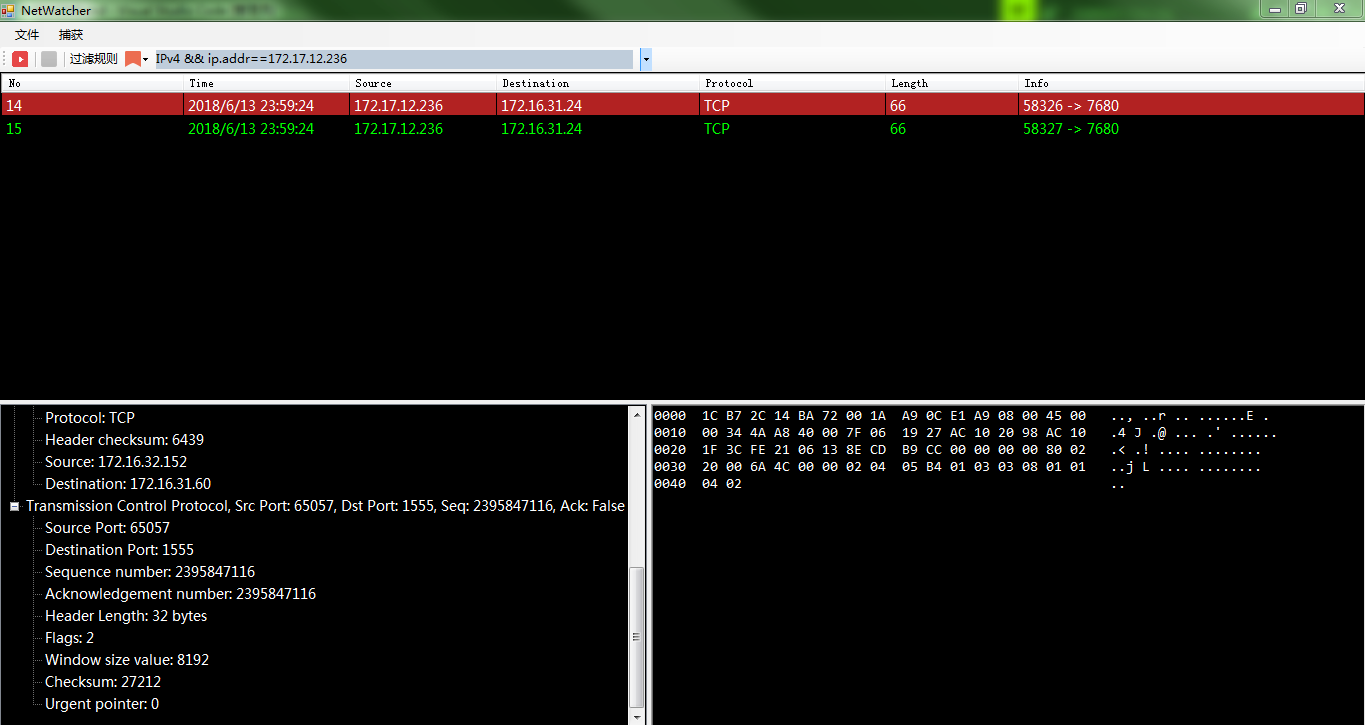 NetWatcher
文件 捕获
过滤规则 IPv4 && ip.addr==172.17.12.236
No Time Source Destination Protocol Length Info
14 2018/6/13 23:59:24 172.17.12.236 172.16.31.24 TCP 66 58326 -> 7680
15 2018/6/13 23:59:24 172.17.12.236 172.16.31.24 TCP 66 58327 -> 7680
Protocol: TCP
Header checksum: 6439
Source: 172.16.32.152
Destination: 172.16.31.60
Transmission Control Protocol, Src Port: 65057, Dst Port: 1555, Seq: 2395847116, Ack: False
Source Port: 65057
Destination Port: 1555
Sequence number: 2395847116
Acknowledgement number: 2395847116
Header Length: 32 bytes
Flags: 2
Window size value: 8192
Checksum: 27212
Urgent pointer: 0
0000 1C B7 2C 14 BA 72 00 1A A9 0C E1 A9 08 00 45 00 .., ..r .. ......E .
0010 00 34 4A A8 40 00 7F 06 19 27 AC 10 20 98 AC 10 .4 J .@ ... .' ......
0020 1F 3C FE 21 06 13 8E CD B9 CC 00 00 00 00 80 02 .< .! .... ........
0030 20 00 6A 4C 00 00 02 04 05 B4 01 03 03 08 01 01 ..j L .... ........
0040 04 02 ..